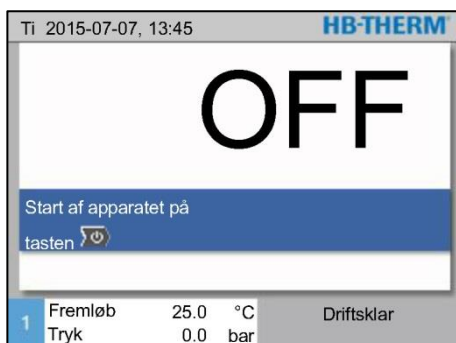 Ti 2015-07-07, 13:45 HB-THERM
OFF
Start af apparatet på
tasten
1 Fremløb 25.0 °C Driftsklar
Tryk 0.0 bar